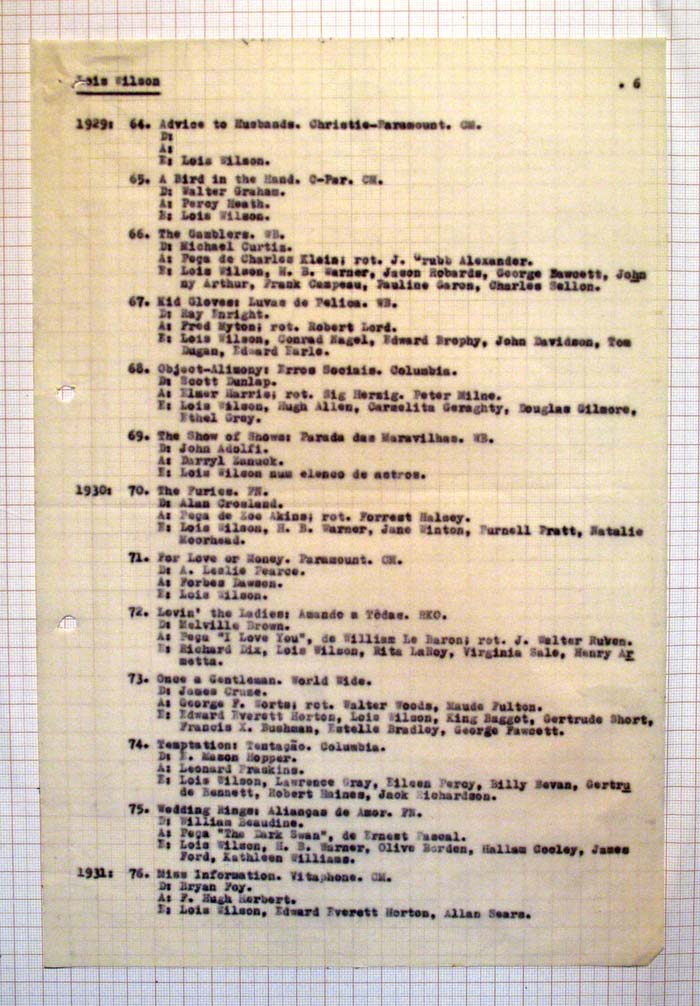 Lois Wilson
. 6
1929: 64. Advice to Husbands. Christie-Paramount. CM.
D:
A:
E: Lois Wilson.
65. A Bird in the Hand. C-Par. CM.
D: Walter Graham.
A: Percy Heath.
E: Lois Wilson.
66. The Gamblers. WB.
D: Michael Curtiz.
A: Peça de Charles Klein; rot. J. "rubb Alexander.
E: Lois Wilson, H. B. Warner, Jason Robards, George Fawcett, John
ny Arthur, Frank Campeau, Pauline Garon, Charles Sellon.
67. Kid Gloves: Luvas de Pelica. WB.
D: Ray Enright.
A: Fred Myton; rot. Robert Lord.
E: Lois Wilson, Conrad Nagel, Edward Brophy, John Davidson, Tom
Dugan, Edward Earle.
68. Object-Alimony: Erros Sociais. Columbia.
D: Scott Dunlap.
A: Elmer Harris; rot. Sig Herzig. Peter Milne.
E: Lois Wilson, Hugh Allen, Carmelita Geraghty, Douglas Gilmore,
Ethel Gray.
69. The Show of Shows: Parada das Maravilhas. WB.
D: John Adolfi.
A: Darryl Zanuck.
E: Lois Wilson num elenco de astros.
1930: 70. The Furies. FN.
D: Alan Crosland.
A: Peça de Zoe Akins; rot. Forrest Halsey.
E: Lois Wilson, H. B. Warner, Jane Winton, Purnell Pratt, Natalie
Moorhead.
71. For Love or Money. Paramount. CM.
D: A. Leslie Pearce.
A: Forbes Dawson.
E: Lois Wilson.
72. Lovin' the Ladies: Amando a Tôdas. RKO.
D: Melville Brown.
A: Peça "I Love You", de William Le Baron; rot. J. Walter Ruben.
E: Richard Dix, Lois Wilson, Rita LaRoy, Virginia Sale, Henry Ar
metta.
73. Once a Gentleman. World Wide.
D: James Cruze.
A: George F. Worts; rot. Walter Woods, Maude Fulton.
E: Edward Everett Horton, Lois Wilson, King Baggot, Gertrude Short,
Francis X. Bushman, Estelle Bradley, George Fawcett.
74. Temptation: Tentação. Columbia.
D: E. Mason Hopper.
A: Leonard Praskins.
E: Lois Wilson, Lawrence Gray, Eileen Percy, Billy Bevan, Gertru
de Bennett, Robert Haines, Jack Richardson.
75. Wedding Rings: Alianças de Amor. FN.
D: William Beaudine.
A: Peça "The Dark Swan", de Ernest Pascal.
E: Lois Wilson, H. B. Warner, Olive Borden, Hallam Cooley, James
Ford, Kathleen Williams.
1931: 76. Miss Information. Vitaphone. CM.
D: Bryan Foy.
A: F. Hugh Herbert.
E: Lois Wilson, Edward Everett Horton, Allan Sears.